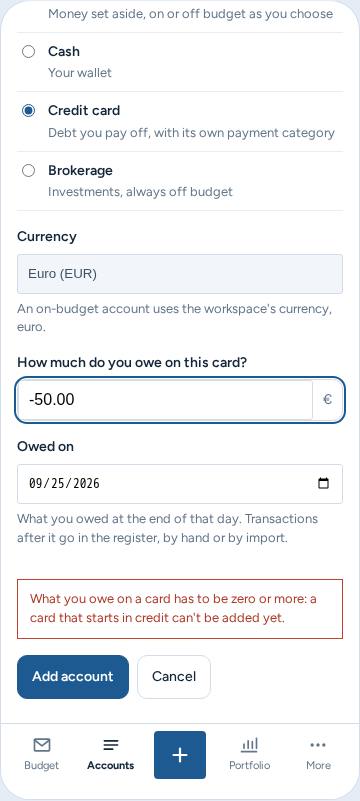 Money set aside, on or off budget as you choose
Cash
Your wallet
Credit card
Debt you pay off, with its own payment category
Brokerage
Investments, always off budget
Currency
Euro (EUR)
An on-budget account uses the workspace's currency,
euro.
How much do you owe on this card?
-50.00 €
Owed on
09/25/2026
What you owed at the end of that day. Transactions
after it go in the register, by hand or by import.
What you owe on a card has to be zero or more: a
card that starts in credit can't be added yet.
Add account Cancel
Budget Accounts + Portfolio More